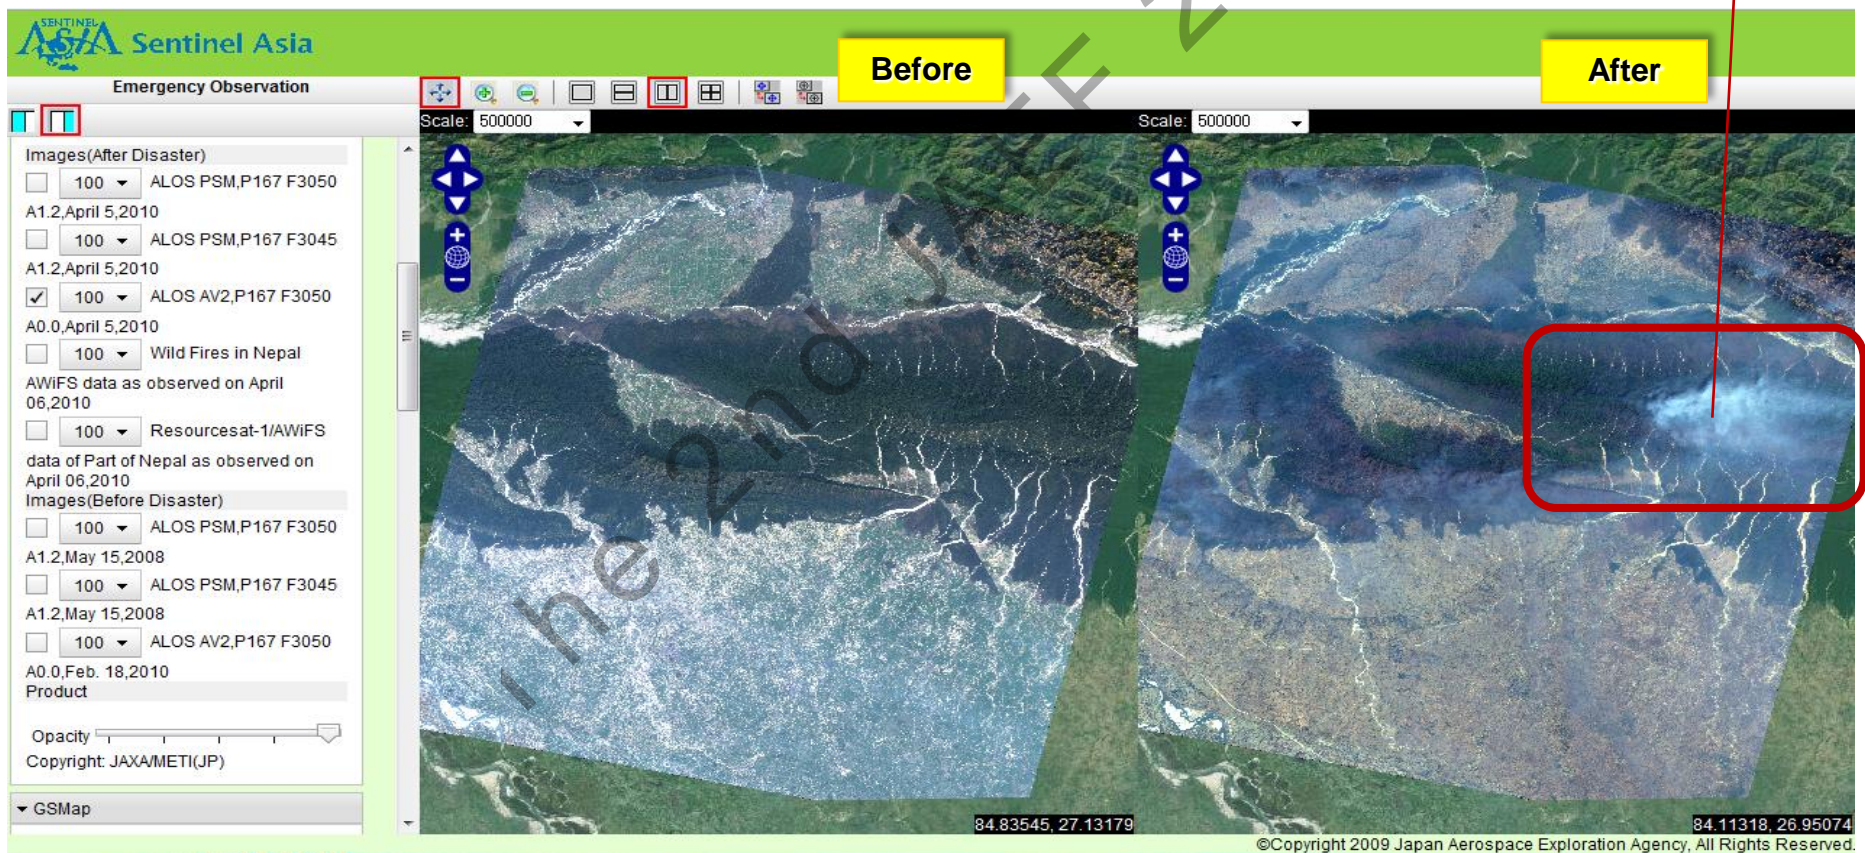 SENTINEL
ASIA Sentinel Asia
Before
After
Emergency Observation
Scale: 500000
Scale: 500000
Images(After Disaster)
100 ALOS PSM,P167 F3050
A1.2,April 5,2010
100 ALOS PSM,P167 F3045
A1.2,April 5,2010
100 ALOS AV2,P167 F3050
A0.0,April 5,2010
100 Wild Fires in Nepal
AWiFS data as observed on April
06,2010
100 Resourcesat-1/AWiFS
data of Part of Nepal as observed on
April 06,2010
Images(Before Disaster)
100 ALOS PSM,P167 F3050
A1.2,May 15,2008
100 ALOS PSM,P167 F3045
A1.2,May 15,2008
100 ALOS AV2,P167 F3050
A0.0,Feb. 18,2010
Product
Opacity
Copyright: JAXA/METI(JP)
GSMap
84.83545, 27.13179
84.11318, 26.95074
©Copyright 2009 Japan Aerospace Exploration Agency, All Rights Reserved.
he 2nd JAXEE 2